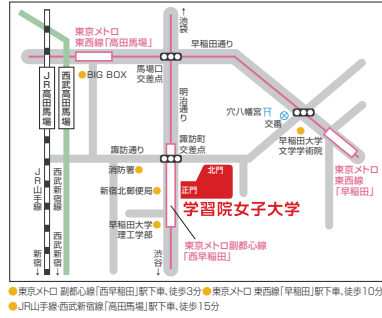 ↑池袋
東京メトロ
東西線「高田馬場」
早稲田通り
JR高田馬場
西武高田馬場
BIG BOX
馬場口
交差点
明治通り
穴八幡宮
交番
早稲田大学
文学学術院
東京メトロ
東西線
「早稲田」
諏訪町
交差点
諏訪通り
消防署
北門
正門
新宿北郵便局
学習院女子大学
早稲田大学
理工学部
東京メトロ副都心線
「西早稲田」
JR山手線
西武新宿線
新宿↓
西武新宿↓
渋谷↓
●東京メトロ 副都心線「西早稲田」駅下車、徒歩3分●東京メトロ 東西線「早稲田」駅下車、徒歩10分
●JR山手線・西武新宿線「高田馬場」駅下車、徒歩15分